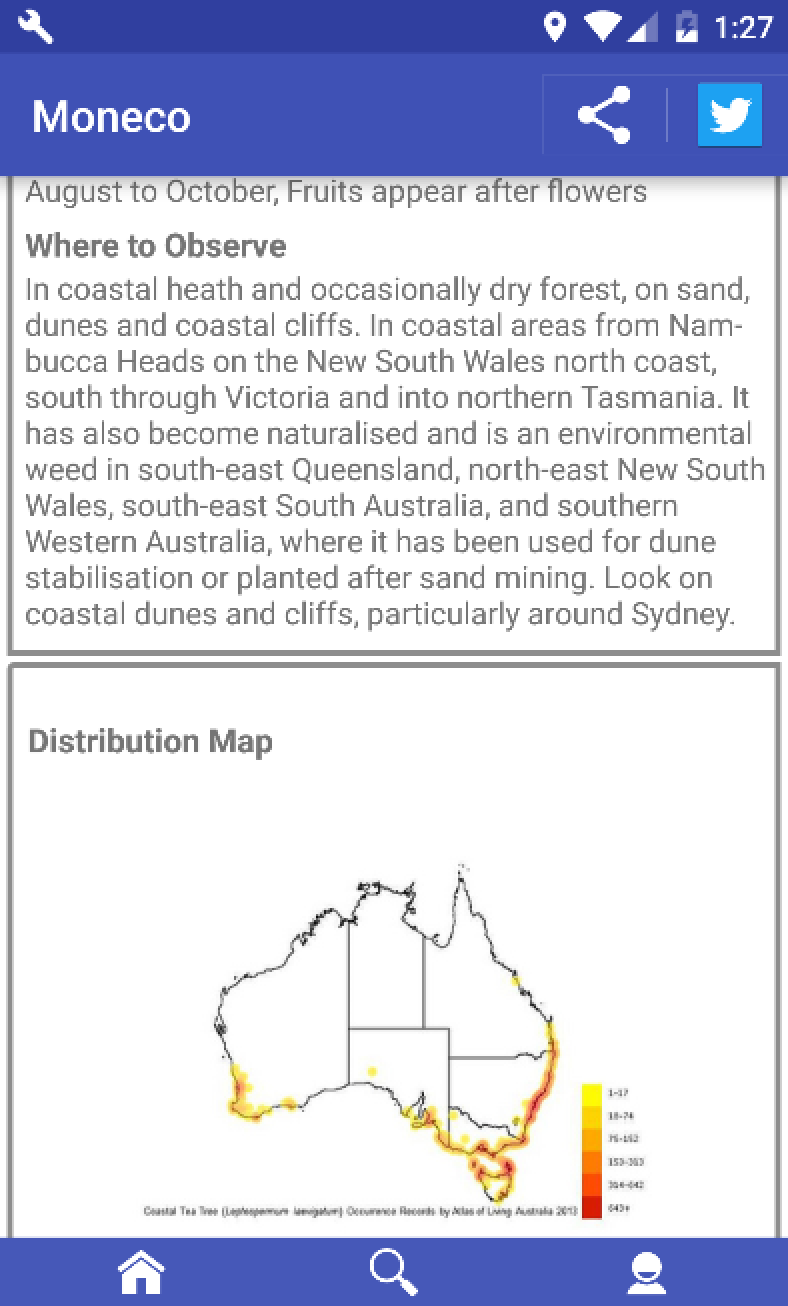 1:27
Moneco
August to October, Fruits appear after flowers
Where to Observe
In coastal heath and occasionally dry forest, on sand,
dunes and coastal cliffs. In coastal areas from Nam-
bucca Heads on the New South Wales north coast,
south through Victoria and into northern Tasmania. It
has also become naturalised and is an environmental
weed in south-east Queensland, north-east New South
Wales, south-east South Australia, and southern
Western Australia, where it has been used for dune
stabilisation or planted after sand mining. Look on
coastal dunes and cliffs, particularly around Sydney.
Distribution Map
1-17
18-74
75-152
153-313
314-642
643+
Coastal Tea Tree (Leptospermum laevigatum) Occurrence Records by Atlas of Living Australia 2013